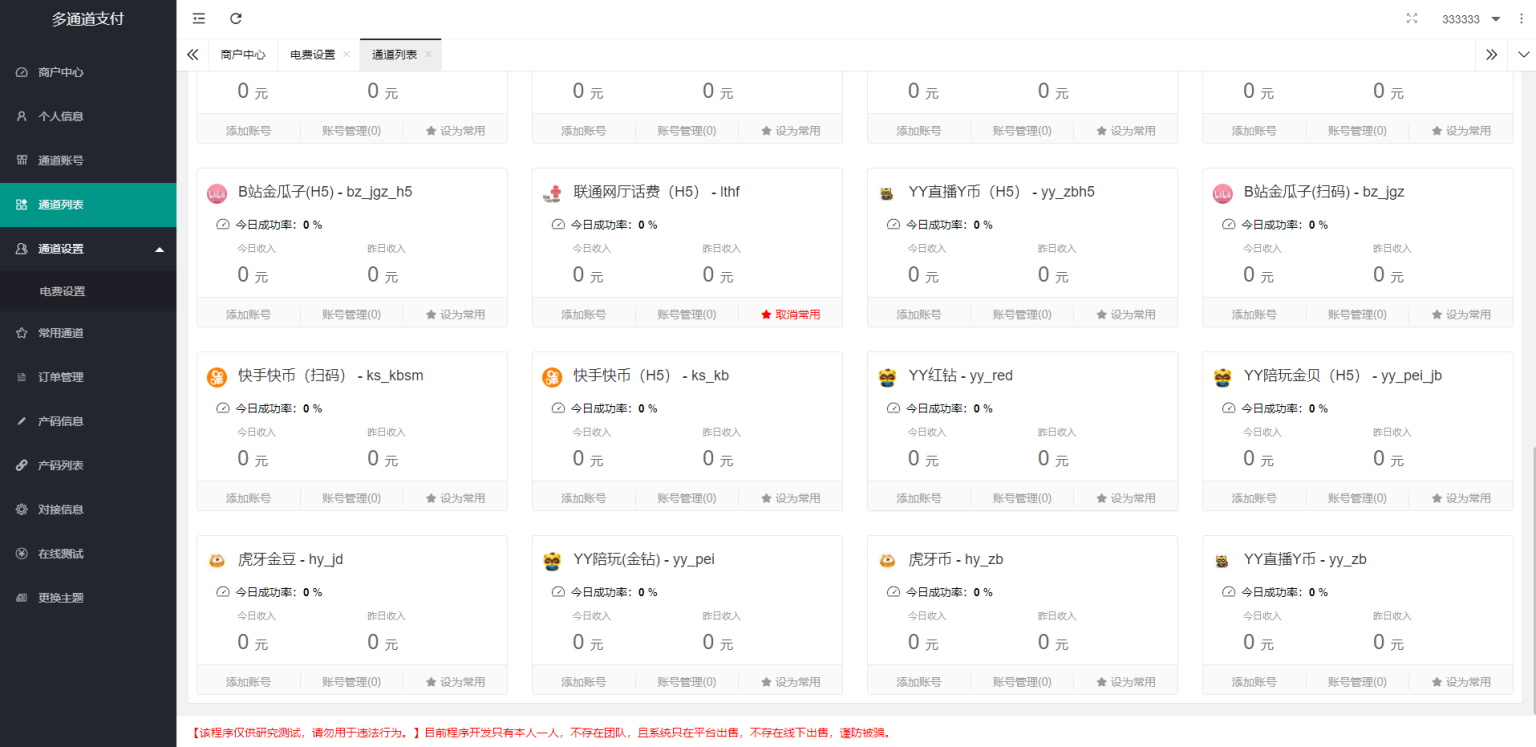 多通道支付
333333
商户中心
电费设置
通道列表
商户中心
个人信息
通道账号
通道列表
通道设置
电费设置
常用通道
订单管理
产码信息
产码列表
对接信息
在线测试
更换主题
0 元 0 元 0 元 0 元 0 元 0 元 0 元 0 元
添加账号 账号管理(0) 设为常用 添加账号 账号管理(0) 设为常用 添加账号 账号管理(0) 设为常用 添加账号 账号管理(0) 设为常用
B站金瓜子(H5) - bz_jgz_h5
今日成功率：0 %
今日收入 昨日收入
0 元 0 元
添加账号 账号管理(0) 设为常用
联通网厅话费（H5） - lthf
今日成功率：0 %
今日收入 昨日收入
0 元 0 元
添加账号 账号管理(0) 取消常用
YY直播Y币（H5） - yy_zbh5
今日成功率：0 %
今日收入 昨日收入
0 元 0 元
添加账号 账号管理(0) 设为常用
B站金瓜子(扫码) - bz_jgz
今日成功率：0 %
今日收入 昨日收入
0 元 0 元
添加账号 账号管理(0) 设为常用
快手快币（扫码） - ks_kbsm
今日成功率：0 %
今日收入 昨日收入
0 元 0 元
添加账号 账号管理(0) 设为常用
快手快币（H5） - ks_kb
今日成功率：0 %
今日收入 昨日收入
0 元 0 元
添加账号 账号管理(0) 设为常用
YY红钻 - yy_red
今日成功率：0 %
今日收入 昨日收入
0 元 0 元
添加账号 账号管理(0) 设为常用
YY陪玩金贝（H5） - yy_pei_jb
今日成功率：0 %
今日收入 昨日收入
0 元 0 元
添加账号 账号管理(0) 设为常用
虎牙金豆 - hy_jd
今日成功率：0 %
今日收入 昨日收入
0 元 0 元
添加账号 账号管理(0) 设为常用
YY陪玩(金钻) - yy_pei
今日成功率：0 %
今日收入 昨日收入
0 元 0 元
添加账号 账号管理(0) 设为常用
虎牙币 - hy_zb
今日成功率：0 %
今日收入 昨日收入
0 元 0 元
添加账号 账号管理(0) 设为常用
YY直播Y币 - yy_zb
今日成功率：0 %
今日收入 昨日收入
0 元 0 元
添加账号 账号管理(0) 设为常用
【该程序仅供研究测试，请勿用于违法行为。】目前程序开发只有本人一人，不存在团队，且系统只在平台出售，不存在线下出售，谨防被骗。